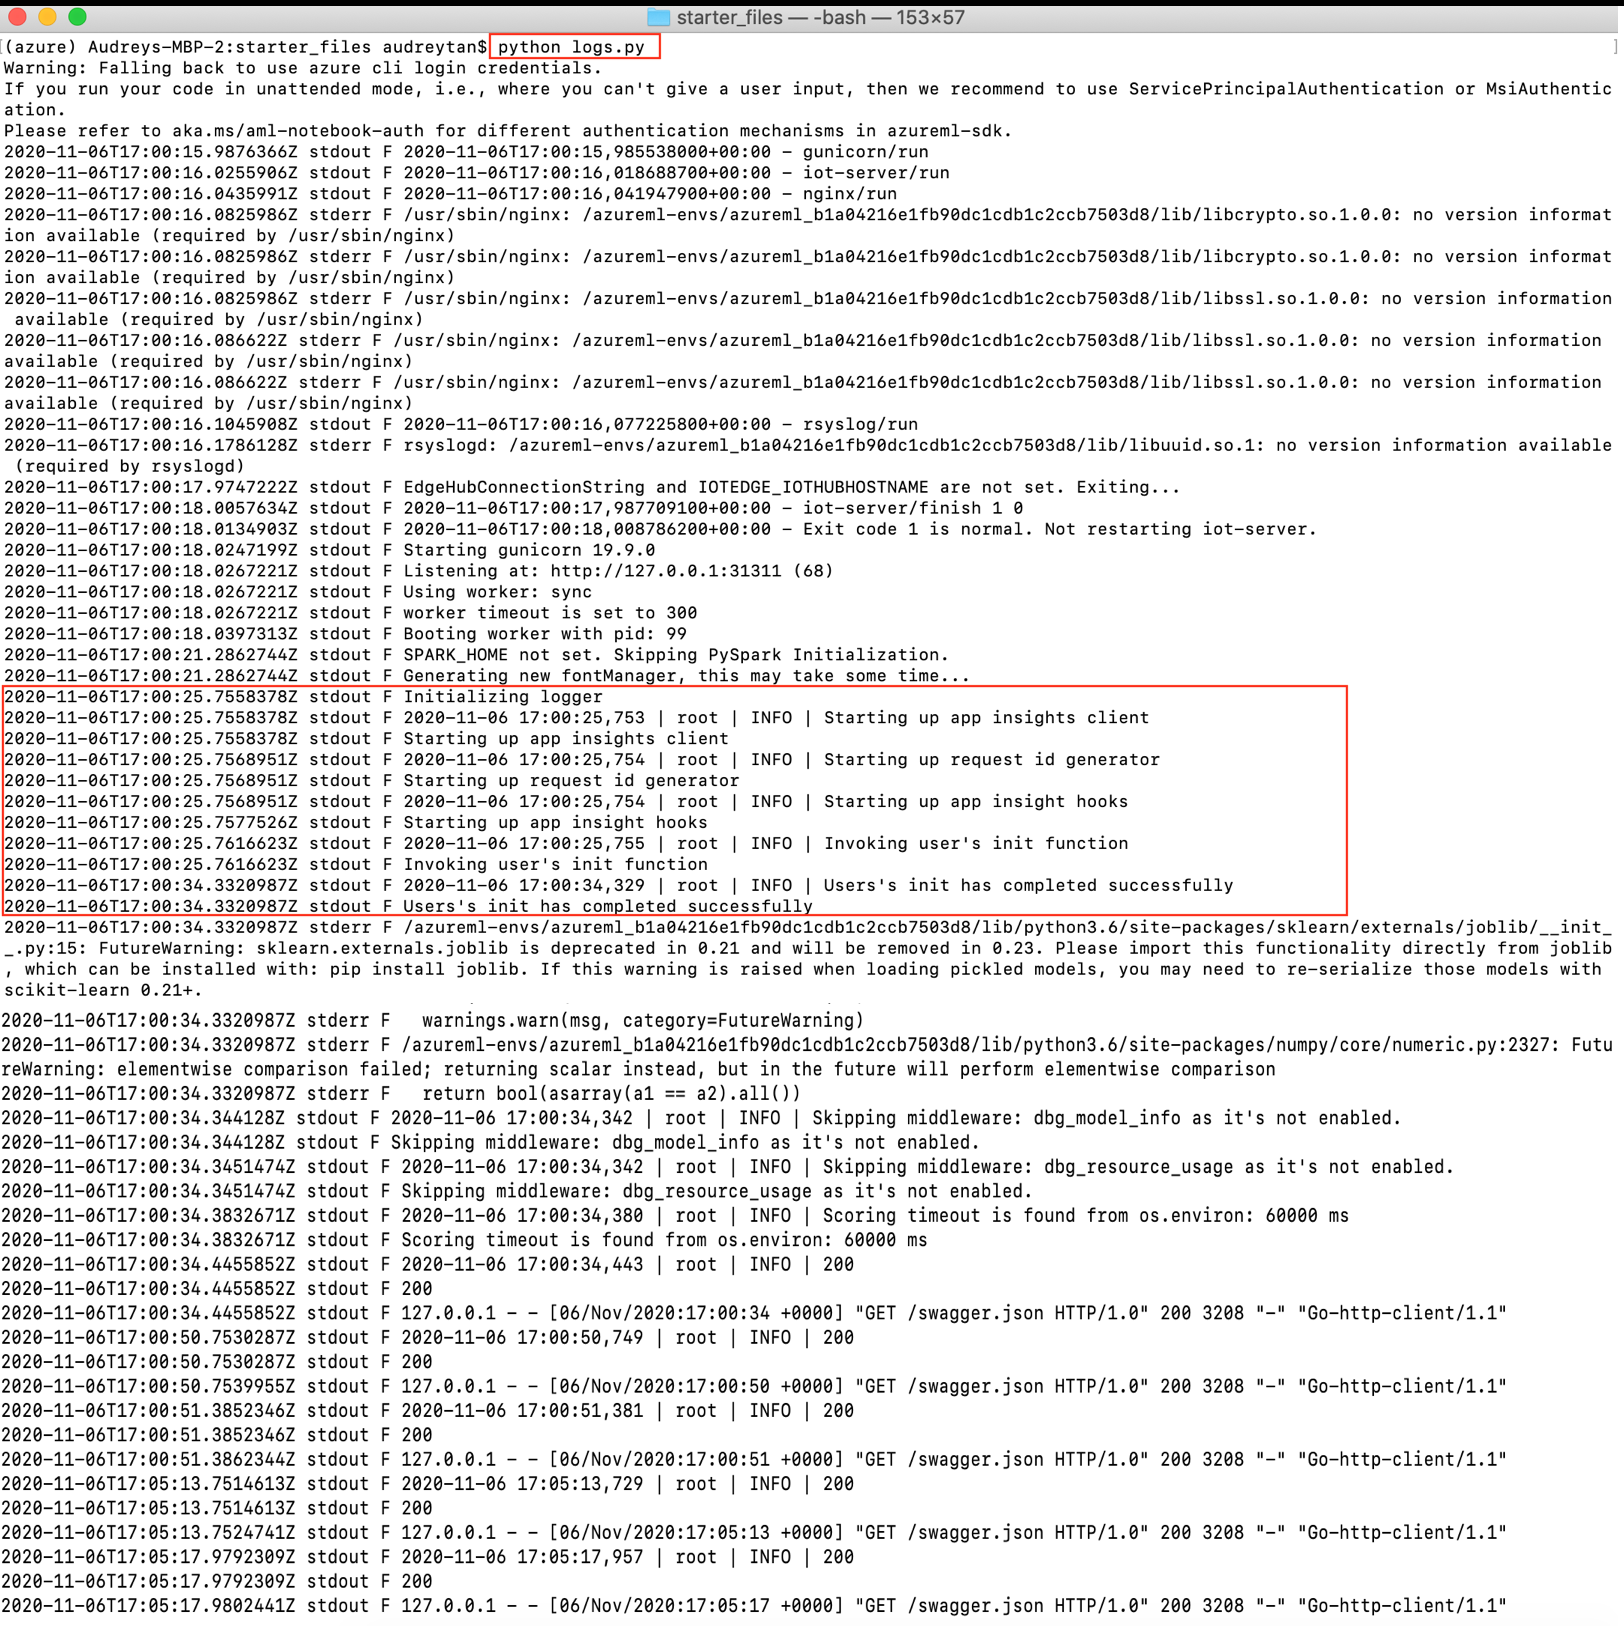 starter_files — -bash — 153×57
(azure) Audreys-MBP-2:starter_files audreytan$ python logs.py
Warning: Falling back to use azure cli login credentials.
If you run your code in unattended mode, i.e., where you can't give a user input, then we recommend to use ServicePrincipalAuthentication or MsiAuthentic
ation.
Please refer to aka.ms/aml-notebook-auth for different authentication mechanisms in azureml-sdk.
2020-11-06T17:00:15.9876366Z stdout F 2020-11-06T17:00:15,985538000+00:00 - gunicorn/run
2020-11-06T17:00:16.0255906Z stdout F 2020-11-06T17:00:16,018688700+00:00 - iot-server/run
2020-11-06T17:00:16.0435991Z stdout F 2020-11-06T17:00:16,041947900+00:00 - nginx/run
2020-11-06T17:00:16.0825986Z stderr F /usr/sbin/nginx: /azureml-envs/azureml_b1a04216e1fb90dc1cdb1c2ccb7503d8/lib/libcrypto.so.1.0.0: no version informat
ion available (required by /usr/sbin/nginx)
2020-11-06T17:00:16.0825986Z stderr F /usr/sbin/nginx: /azureml-envs/azureml_b1a04216e1fb90dc1cdb1c2ccb7503d8/lib/libcrypto.so.1.0.0: no version informat
ion available (required by /usr/sbin/nginx)
2020-11-06T17:00:16.0825986Z stderr F /usr/sbin/nginx: /azureml-envs/azureml_b1a04216e1fb90dc1cdb1c2ccb7503d8/lib/libssl.so.1.0.0: no version information
 available (required by /usr/sbin/nginx)
2020-11-06T17:00:16.086622Z stderr F /usr/sbin/nginx: /azureml-envs/azureml_b1a04216e1fb90dc1cdb1c2ccb7503d8/lib/libssl.so.1.0.0: no version information
available (required by /usr/sbin/nginx)
2020-11-06T17:00:16.086622Z stderr F /usr/sbin/nginx: /azureml-envs/azureml_b1a04216e1fb90dc1cdb1c2ccb7503d8/lib/libssl.so.1.0.0: no version information
available (required by /usr/sbin/nginx)
2020-11-06T17:00:16.1045908Z stdout F 2020-11-06T17:00:16,077225800+00:00 - rsyslog/run
2020-11-06T17:00:16.1786128Z stderr F rsyslogd: /azureml-envs/azureml_b1a04216e1fb90dc1cdb1c2ccb7503d8/lib/libuuid.so.1: no version information available
 (required by rsyslogd)
2020-11-06T17:00:17.9747222Z stdout F EdgeHubConnectionString and IOTEDGE_IOTHUBHOSTNAME are not set. Exiting...
2020-11-06T17:00:18.0057634Z stdout F 2020-11-06T17:00:17,987709100+00:00 - iot-server/finish 1 0
2020-11-06T17:00:18.0134903Z stdout F 2020-11-06T17:00:18,008786200+00:00 - Exit code 1 is normal. Not restarting iot-server.
2020-11-06T17:00:18.0247199Z stdout F Starting gunicorn 19.9.0
2020-11-06T17:00:18.0267221Z stdout F Listening at: http://127.0.0.1:31311 (68)
2020-11-06T17:00:18.0267221Z stdout F Using worker: sync
2020-11-06T17:00:18.0267221Z stdout F worker timeout is set to 300
2020-11-06T17:00:18.0397313Z stdout F Booting worker with pid: 99
2020-11-06T17:00:21.2862744Z stdout F SPARK_HOME not set. Skipping PySpark Initialization.
2020-11-06T17:00:21.2862744Z stdout F Generating new fontManager, this may take some time...
2020-11-06T17:00:25.7558378Z stdout F Initializing logger
2020-11-06T17:00:25.7558378Z stdout F 2020-11-06 17:00:25,753 | root | INFO | Starting up app insights client
2020-11-06T17:00:25.7558378Z stdout F Starting up app insights client
2020-11-06T17:00:25.7568951Z stdout F 2020-11-06 17:00:25,754 | root | INFO | Starting up request id generator
2020-11-06T17:00:25.7568951Z stdout F Starting up request id generator
2020-11-06T17:00:25.7568951Z stdout F 2020-11-06 17:00:25,754 | root | INFO | Starting up app insight hooks
2020-11-06T17:00:25.7577526Z stdout F Starting up app insight hooks
2020-11-06T17:00:25.7616623Z stdout F 2020-11-06 17:00:25,755 | root | INFO | Invoking user's init function
2020-11-06T17:00:25.7616623Z stdout F Invoking user's init function
2020-11-06T17:00:34.3320987Z stdout F 2020-11-06 17:00:34,329 | root | INFO | Users's init has completed successfully
2020-11-06T17:00:34.3320987Z stdout F Users's init has completed successfully
2020-11-06T17:00:34.3320987Z stderr F /azureml-envs/azureml_b1a04216e1fb90dc1cdb1c2ccb7503d8/lib/python3.6/site-packages/sklearn/externals/joblib/__init_
_.py:15: FutureWarning: sklearn.externals.joblib is deprecated in 0.21 and will be removed in 0.23. Please import this functionality directly from joblib
, which can be installed with: pip install joblib. If this warning is raised when loading pickled models, you may need to re-serialize those models with
scikit-learn 0.21+.
2020-11-06T17:00:34.3320987Z stderr F   warnings.warn(msg, category=FutureWarning)
2020-11-06T17:00:34.3320987Z stderr F /azureml-envs/azureml_b1a04216e1fb90dc1cdb1c2ccb7503d8/lib/python3.6/site-packages/numpy/core/numeric.py:2327: Futu
reWarning: elementwise comparison failed; returning scalar instead, but in the future will perform elementwise comparison
2020-11-06T17:00:34.3320987Z stderr F   return bool(asarray(a1 == a2).all())
2020-11-06T17:00:34.344128Z stdout F 2020-11-06 17:00:34,342 | root | INFO | Skipping middleware: dbg_model_info as it's not enabled.
2020-11-06T17:00:34.344128Z stdout F Skipping middleware: dbg_model_info as it's not enabled.
2020-11-06T17:00:34.3451474Z stdout F 2020-11-06 17:00:34,342 | root | INFO | Skipping middleware: dbg_resource_usage as it's not enabled.
2020-11-06T17:00:34.3451474Z stdout F Skipping middleware: dbg_resource_usage as it's not enabled.
2020-11-06T17:00:34.3832671Z stdout F 2020-11-06 17:00:34,380 | root | INFO | Scoring timeout is found from os.environ: 60000 ms
2020-11-06T17:00:34.3832671Z stdout F Scoring timeout is found from os.environ: 60000 ms
2020-11-06T17:00:34.4455852Z stdout F 2020-11-06 17:00:34,443 | root | INFO | 200
2020-11-06T17:00:34.4455852Z stdout F 200
2020-11-06T17:00:34.4455852Z stdout F 127.0.0.1 - - [06/Nov/2020:17:00:34 +0000] "GET /swagger.json HTTP/1.0" 200 3208 "-" "Go-http-client/1.1"
2020-11-06T17:00:50.7530287Z stdout F 2020-11-06 17:00:50,749 | root | INFO | 200
2020-11-06T17:00:50.7530287Z stdout F 200
2020-11-06T17:00:50.7539955Z stdout F 127.0.0.1 - - [06/Nov/2020:17:00:50 +0000] "GET /swagger.json HTTP/1.0" 200 3208 "-" "Go-http-client/1.1"
2020-11-06T17:00:51.3852346Z stdout F 2020-11-06 17:00:51,381 | root | INFO | 200
2020-11-06T17:00:51.3852346Z stdout F 200
2020-11-06T17:00:51.3862344Z stdout F 127.0.0.1 - - [06/Nov/2020:17:00:51 +0000] "GET /swagger.json HTTP/1.0" 200 3208 "-" "Go-http-client/1.1"
2020-11-06T17:05:13.7514613Z stdout F 2020-11-06 17:05:13,729 | root | INFO | 200
2020-11-06T17:05:13.7514613Z stdout F 200
2020-11-06T17:05:13.7524741Z stdout F 127.0.0.1 - - [06/Nov/2020:17:05:13 +0000] "GET /swagger.json HTTP/1.0" 200 3208 "-" "Go-http-client/1.1"
2020-11-06T17:05:17.9792309Z stdout F 2020-11-06 17:05:17,957 | root | INFO | 200
2020-11-06T17:05:17.9792309Z stdout F 200
2020-11-06T17:05:17.9802441Z stdout F 127.0.0.1 - - [06/Nov/2020:17:05:17 +0000] "GET /swagger.json HTTP/1.0" 200 3208 "-" "Go-http-client/1.1"